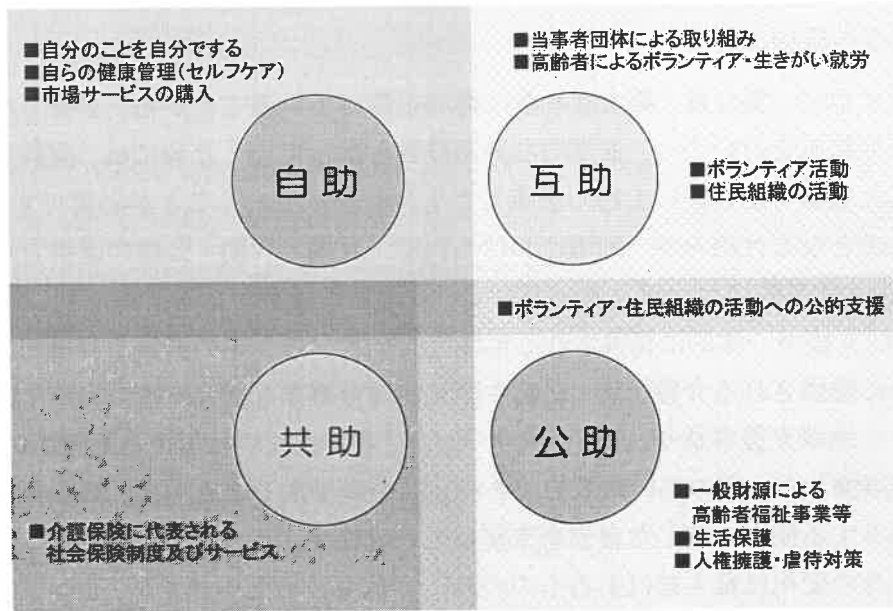 ■自分のことを自分でする
■自らの健康管理(セルフケア)
■市場サービスの購入
■当事者団体による取り組み
■高齢者によるボランティア・生きがい就労
自助
互助
■ボランティア活動
■住民組織の活動
■ボランティア・住民組織の活動への公的支援
共助
公助
■介護保険に代表される
社会保険制度及びサービス
■一般財源による
高齢者福祉事業等
■生活保護
■人権擁護・虐待対策